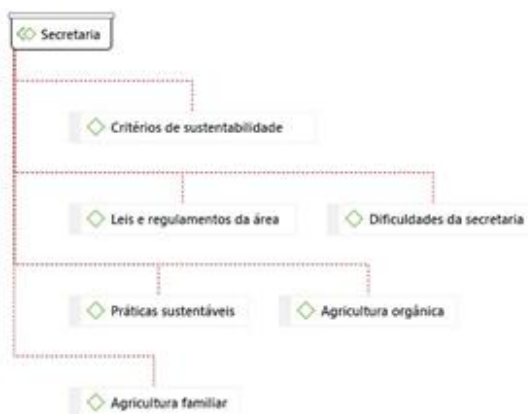 Secretaria
Critérios de sustentabilidade
Leis e regulamentos da área
Dificuldades da secretaria
Práticas sustentáveis
Agricultura orgânica
Agricultura familiar